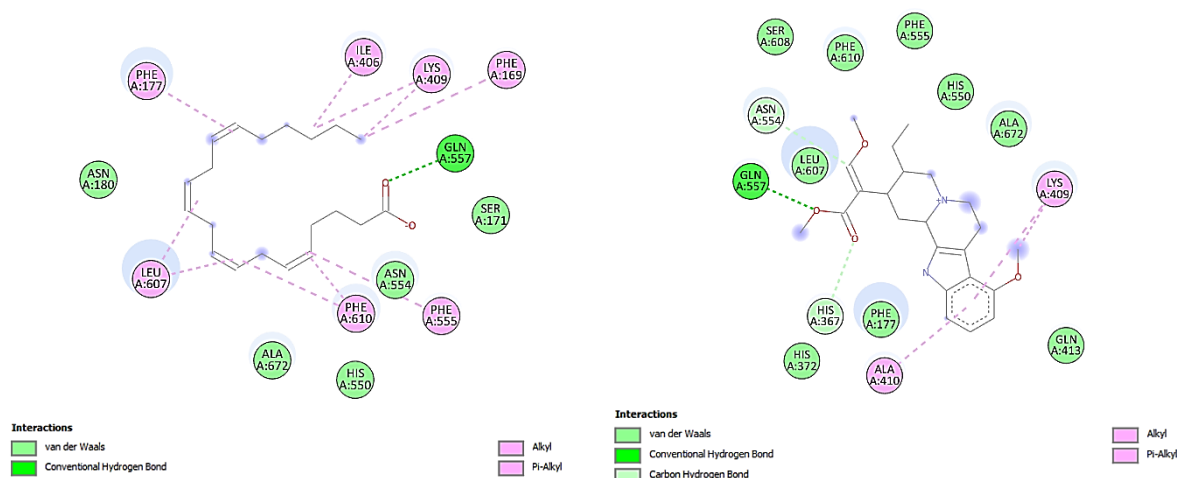 ILE
A:406
LYS
A:409
PHE
A:169
PHE
A:177
GLN
A:557
ASN
A:180
O
O
SER
A:171
LEU
A:607
ASN
A:554
PHE
A:610
PHE
A:555
ALA
A:672
HIS
A:550
Interactions
van der Waals
Conventional Hydrogen Bond
Alkyl
Pi-Alkyl
SER
A:608
PHE
A:610
PHE
A:555
HIS
A:550
ASN
A:554
ALA
A:672
LEU
A:607
O
GLN
A:557
LYS
A:409
N+
O
O
N
O
HIS
A:367
PHE
A:177
HIS
A:372
ALA
A:410
GLN
A:413
Interactions
van der Waals
Conventional Hydrogen Bond
Carbon Hydrogen Bond
Alkyl
Pi-Alkyl